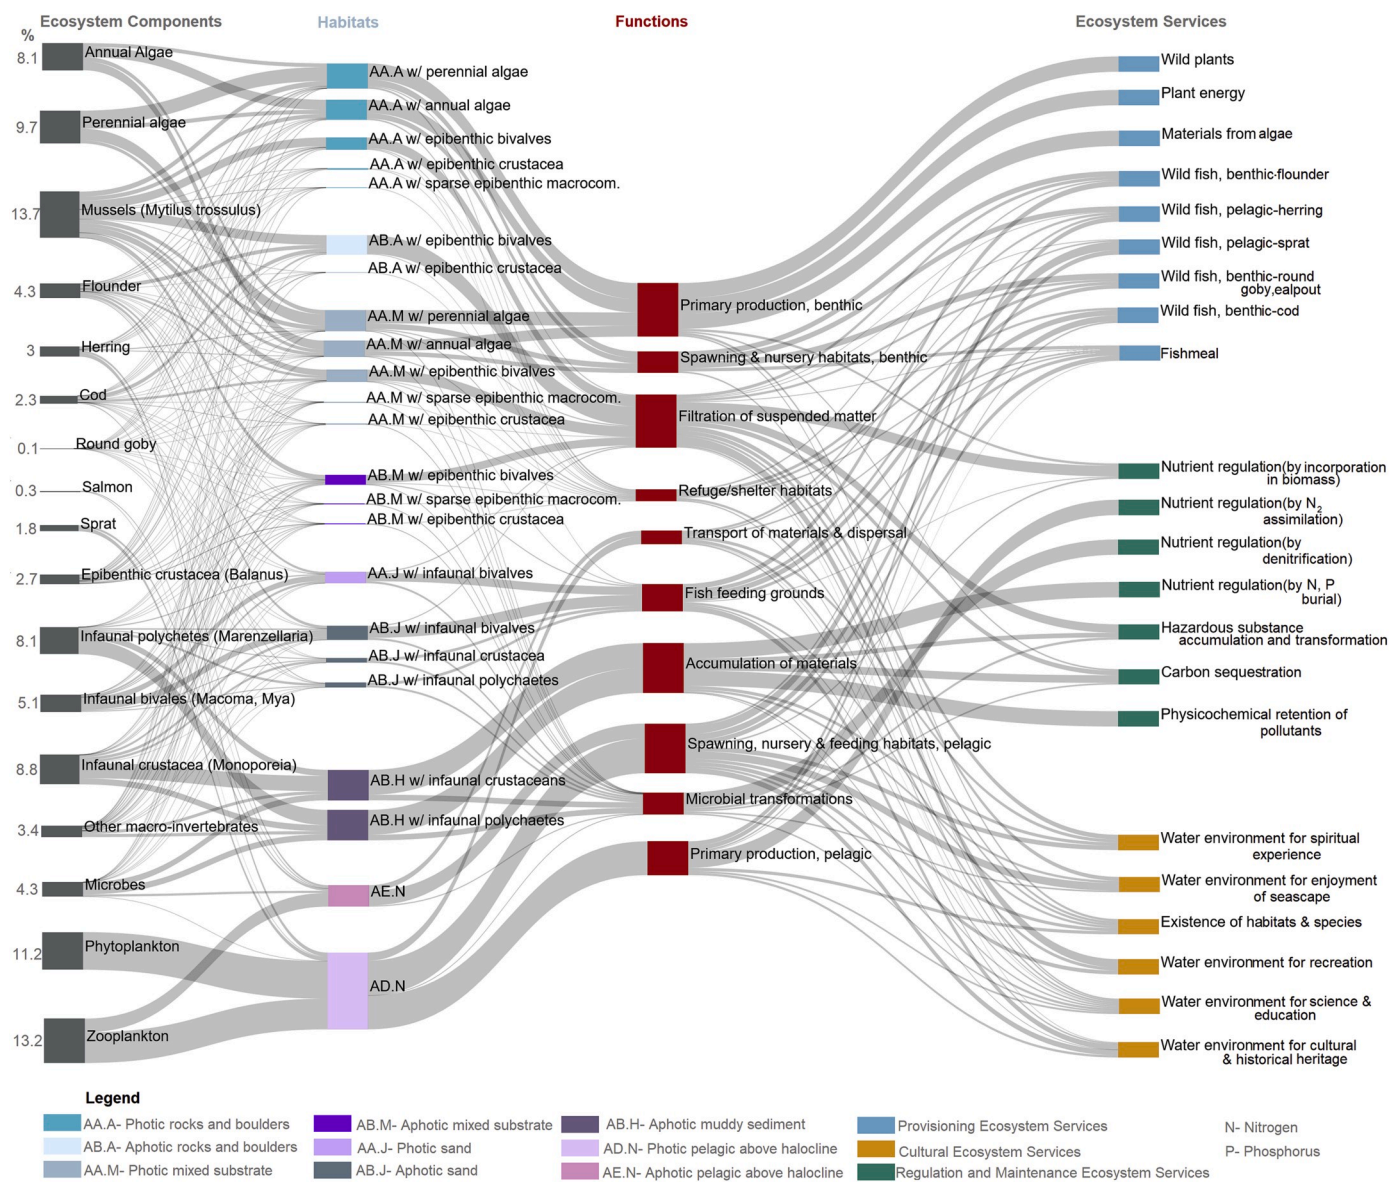 Ecosystem Components
Habitats
Functions
Ecosystem Services
%
8.1
Annual Algae
9.7
Perennial algae
13.7
Mussels (Mytilus trossulus)
4.3
Flounder
3
Herring
2.3
Cod
0.1
Round goby
0.3
Salmon
1.8
Sprat
2.7
Epibenthic crustacea (Balanus)
8.1
Infaunal polychetes (Marenzellaria)
5.1
Infaunal bivales (Macoma, Mya)
8.8
Infaunal crustacea (Monoporeia)
3.4
Other macro-invertebrates
4.3
Microbes
11.2
Phytoplankton
13.2
Zooplankton
AA.A w/ perennial algae
AA.A w/ annual algae
AA.A w/ epibenthic bivalves
AA.A w/ epibenthic crustacea
AA.A w/ sparse epibenthic macrocom.
AB.A w/ epibenthic bivalves
AB.A w/ epibenthic crustacea
AA.M w/ perennial algae
AA.M w/ annual algae
AA.M w/ epibenthic bivalves
AA.M w/ sparse epibenthic macrocom.
AA.M w/ epibenthic crustacea
AB.M w/ epibenthic bivalves
AB.M w/ sparse epibenthic macrocom.
AB.M w/ epibenthic crustacea
AA.J w/ infaunal bivalves
AB.J w/ infaunal bivalves
AB.J w/ infaunal crustacea
AB.J w/ infaunal polychaetes
AB.H w/ infaunal crustaceans
AB.H w/ infaunal polychaetes
AE.N
AD.N
Primary production, benthic
Spawning & nursery habitats, benthic
Filtration of suspended matter
Refuge/shelter habitats
Transport of materials & dispersal
Fish feeding grounds
Accumulation of materials
Spawning, nursery & feeding habitats, pelagic
Microbial transformations
Primary production, pelagic
Wild plants
Plant energy
Materials from algae
Wild fish, benthic-flounder
Wild fish, pelagic-herring
Wild fish, pelagic-sprat
Wild fish, benthic-round
goby,ealpout
Wild fish, benthic-cod
Fishmeal
Nutrient regulation(by incorporation
in biomass)
Nutrient regulation(by N₂
assimilation)
Nutrient regulation(by
denitrification)
Nutrient regulation(by N, P
burial)
Hazardous substance
accumulation and transformation
Carbon sequestration
Physicochemical retention of
pollutants
Water environment for spiritual
experience
Water environment for enjoyment
of seascape
Existence of habitats & species
Water environment for recreation
Water environment for science &
education
Water environment for cultural
& historical heritage
Legend
AA.A- Photic rocks and boulders
AB.A- Aphotic rocks and boulders
AA.M- Photic mixed substrate
AB.M- Aphotic mixed substrate
AA.J- Photic sand
AB.J- Aphotic sand
AB.H- Aphotic muddy sediment
AD.N- Photic pelagic above halocline
AE.N- Aphotic pelagic above halocline
Provisioning Ecosystem Services
Cultural Ecosystem Services
Regulation and Maintenance Ecosystem Services
N- Nitrogen
P- Phosphorus